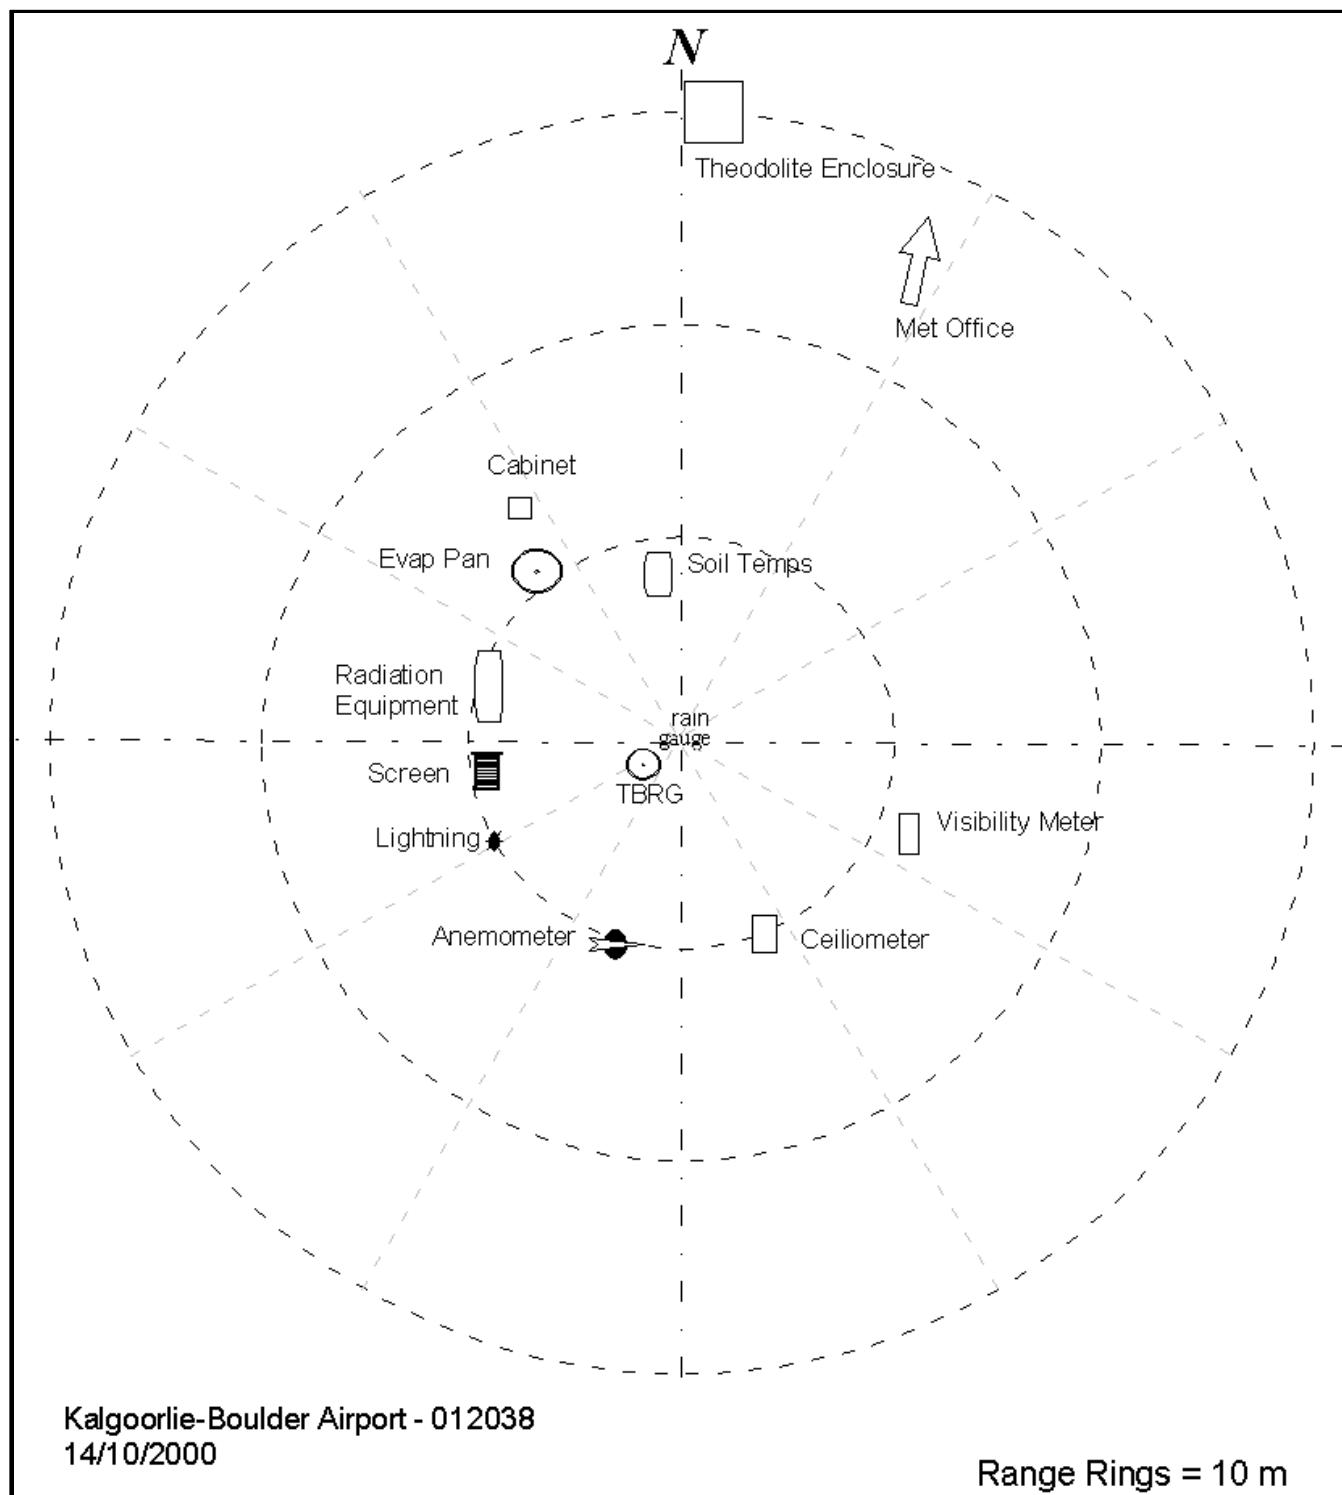 N
Theodolite Enclosure
Met Office
Cabinet
Evap Pan
Soil Temps
Radiation
Equipment
rain
gauge
Screen
TBRG
Lightning
Visibility Meter
Anemometer
Ceiliometer
Kalgoorlie-Boulder Airport - 012038
14/10/2000
Range Rings = 10 m